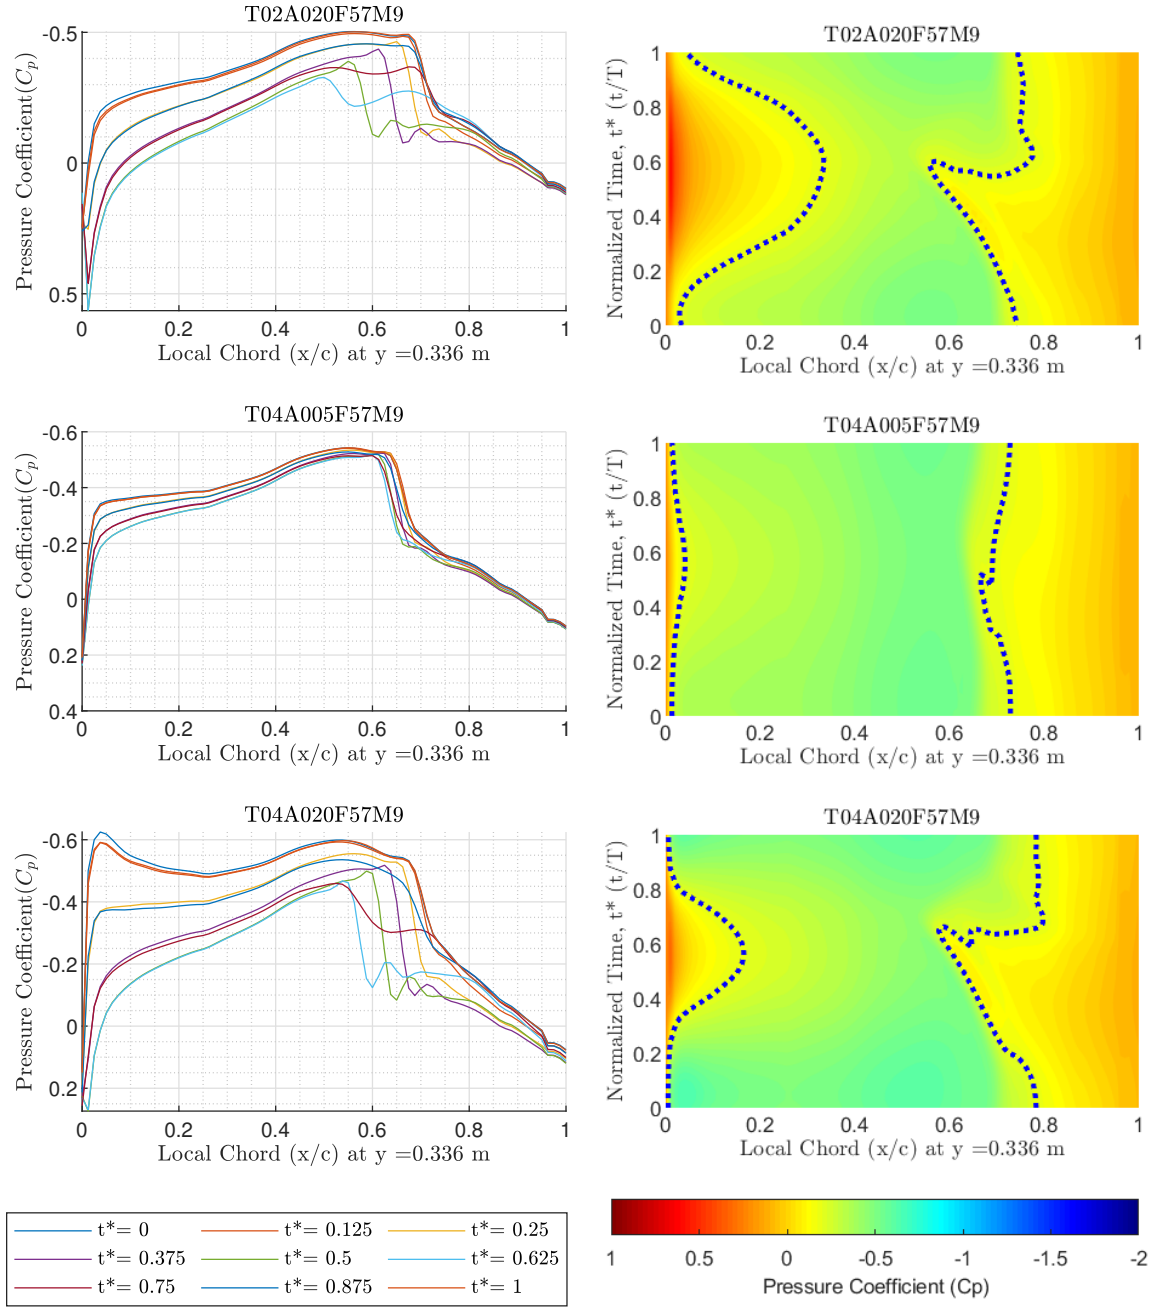 T02A020F57M9
-0.5
0
0.5
Pressure Coefficient(Cp)
0 0.2 0.4 0.6 0.8 1
Local Chord (x/c) at y =0.336 m
T02A020F57M9
1
0.8
0.6
0.4
0.2
0
Normalized Time, t* (t/T)
0 0.2 0.4 0.6 0.8 1
Local Chord (x/c) at y =0.336 m
T04A005F57M9
-0.6
-0.4
-0.2
0
0.2
0.4
Pressure Coefficient(Cp)
0 0.2 0.4 0.6 0.8 1
Local Chord (x/c) at y =0.336 m
T04A005F57M9
1
0.8
0.6
0.4
0.2
0
Normalized Time, t* (t/T)
0 0.2 0.4 0.6 0.8 1
Local Chord (x/c) at y =0.336 m
T04A020F57M9
-0.6
-0.4
-0.2
0
0.2
Pressure Coefficient(Cp)
0 0.2 0.4 0.6 0.8 1
Local Chord (x/c) at y =0.336 m
T04A020F57M9
1
0.8
0.6
0.4
0.2
0
Normalized Time, t* (t/T)
0 0.2 0.4 0.6 0.8 1
Local Chord (x/c) at y =0.336 m
t*= 0 t*= 0.125 t*= 0.25
t*= 0.375 t*= 0.5 t*= 0.625
t*= 0.75 t*= 0.875 t*= 1
1 0.5 0 -0.5 -1 -1.5 -2
Pressure Coefficient (Cp)